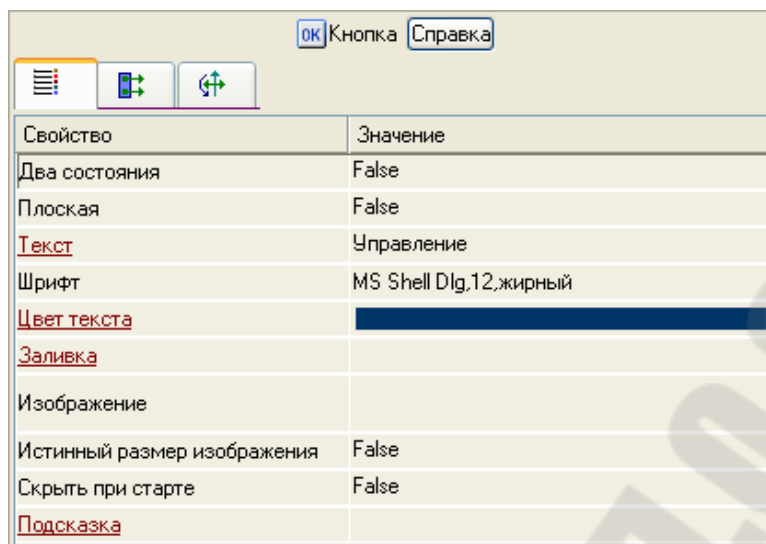 OK Кнопка Справка
Свойство Значение
Два состояния False
Плоская False
Текст Управление
Шрифт MS Shell Dlg,12,жирный
Цвет текста
Заливка
Изображение
Истинный размер изображения False
Скрыть при старте False
Подсказка